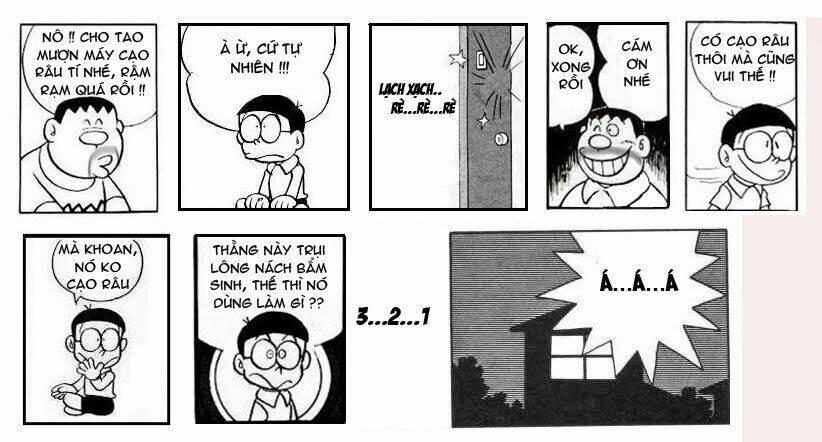 NÔ !! CHO TAO
MƯỢN MÁY CẠO
RÂU TÍ NHÉ, RẬM
RẠM QUÁ RỒI !!
À Ừ, CỨ TỰ
NHIÊN !!!
LẠCH XẠCH..
RÈ...RÈ...RÈ
OK,
XONG
RỒI
CÁM
ƠN
NHÉ
CÓ CẠO RÂU
THÔI MÀ CŨNG
VUI THẾ !!
MÀ KHOAN,
NÓ KO
CẠO RÂU
THẰNG NÀY TRỤI
LÔNG NÁCH BẨM
SINH, THẾ THÌ NÓ
DÙNG LÀM GÌ ??
3...2...1
Á...Á...Á